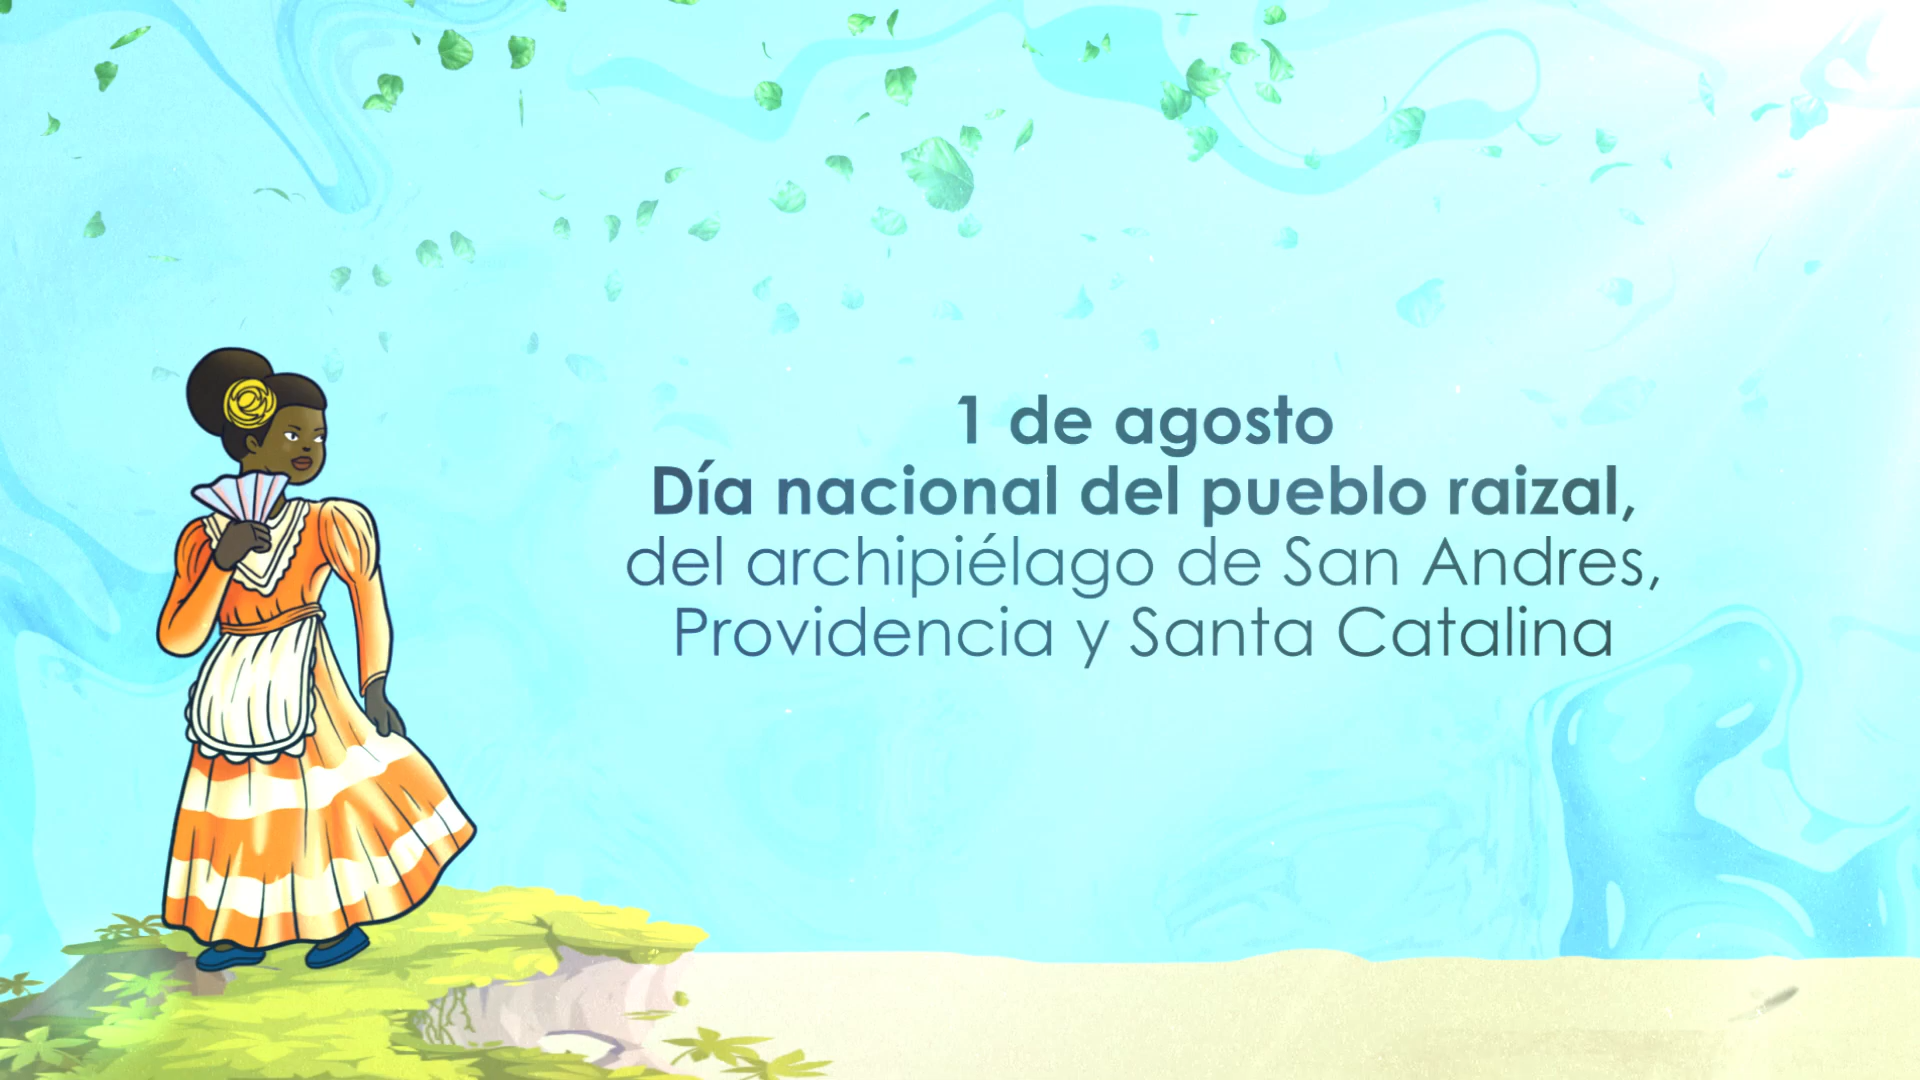 1 de agosto
Día nacional del pueblo raizal,
del archipiélago de San Andres,
Providencia y Santa Catalina